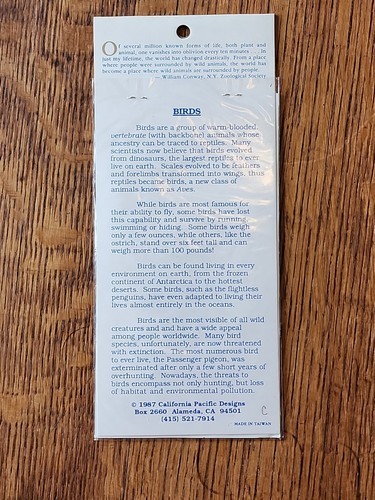 Of several million known forms of life, both plant and
animal, one vanishes into oblivion every ten minutes . . . In
just my lifetime, the world has changed drastically. From a place
where people were surrounded by wild animals, the world has
become a place where wild animals are surrounded by people.
— William Conway, N.Y. Zoological Society
BIRDS
Birds are a group of warm-blooded,
vertebrate (with backbone) animals whose
ancestry can be traced to reptiles. Many
scientists now believe that birds evolved
from dinosaurs, the largest reptiles to ever
live on earth. Scales evolved to be feathers
and forelimbs transformed into wings, thus
reptiles became birds, a new class of
animals known as Aves.
While birds are most famous for
their ability to fly, some birds have lost
this capability and survive by running,
swimming or hiding. Some birds weigh
only a few ounces, while others, like the
ostrich, stand over six feet tall and can
weigh more than 100 pounds!
Birds can be found living in every
environment on earth, from the frozen
continent of Antarctica to the hottest
deserts. Some birds, such as the flightless
penguins, have even adapted to living their
lives almost entirely in the oceans.
Birds are the most visible of all wild
creatures and and have a wide appeal
among people worldwide. Many bird
species, unfortunately, are now threatened
with extinction. The most numerous bird
to ever live, the Passenger pigeon, was
exterminated after only a few short years of
overhunting. Nowadays, the threats to
birds encompass not only hunting, but loss
of habitat and environmental pollution.
© 1987 California Pacific Designs
Box 2660 Alameda, CA 94501
(415) 521-7914
C
MADE IN TAIWAN